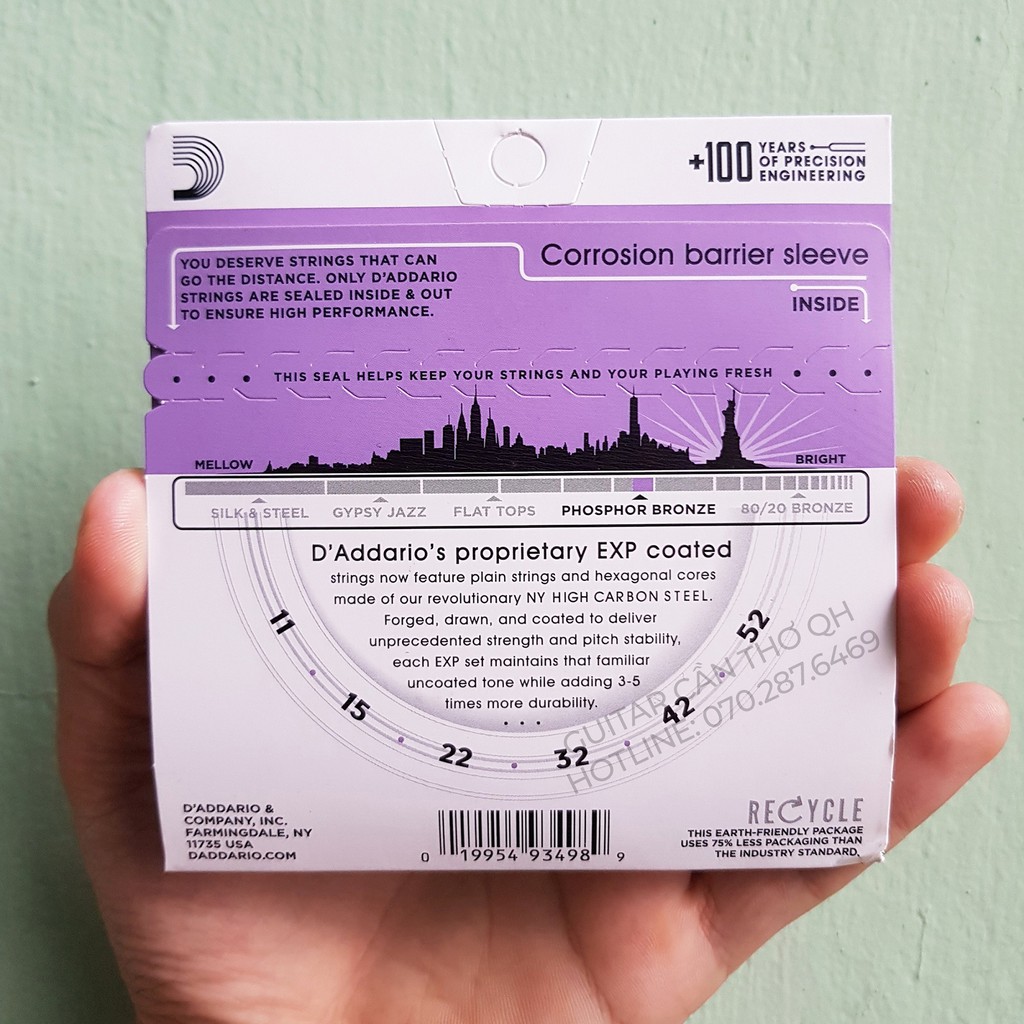 +100 YEARS
OF PRECISION
ENGINEERING
YOU DESERVE STRINGS THAT CAN
GO THE DISTANCE. ONLY D'ADDARIO
STRINGS ARE SEALED INSIDE & OUT
TO ENSURE HIGH PERFORMANCE.
Corrosion barrier sleeve
INSIDE
THIS SEAL HELPS KEEP YOUR STRINGS AND YOUR PLAYING FRESH
MELLOW
BRIGHT
SILK & STEEL GYPSY JAZZ FLAT TOPS PHOSPHOR BRONZE 80/20 BRONZE
D'Addario's proprietary EXP coated
strings now feature plain strings and hexagonal cores
made of our revolutionary NY HIGH CARBON STEEL.
Forged, drawn, and coated to deliver
unprecedented strength and pitch stability,
each EXP set maintains that familiar
uncoated tone while adding 3-5
times more durability.
11 15 22 32 42 52
GUITAR CẦN THƠ QH
HOTLINE: 070.287.6469
D'ADDARIO &
COMPANY, INC.
FARMINGDALE, NY
11735 USA
DADDARIO.COM
0 19954 93498 9
RECYCLE
THIS EARTH-FRIENDLY PACKAGE
USES 75% LESS PACKAGING THAN
THE INDUSTRY STANDARD.